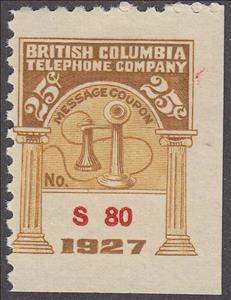 BRITISH COLUMBIA
TELEPHONE COMPANY
25¢ 25¢
MESSAGE COUPON
No.
S 80
1927